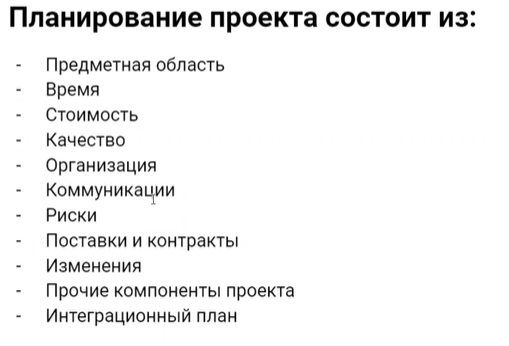 Планирование проекта состоит из:
- Предметная область
- Время
- Стоимость
- Качество
- Организация
- Коммуникации
- Риски
- Поставки и контракты
- Изменения
- Прочие компоненты проекта
- Интеграционный план